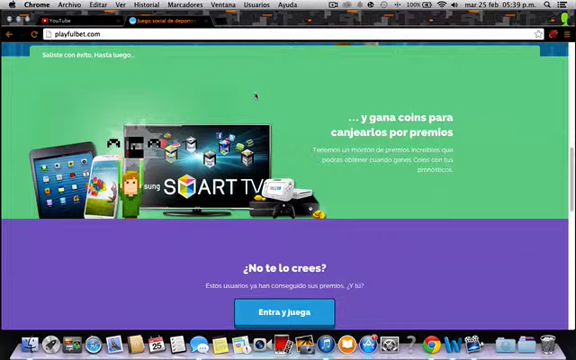 Chrome Archivo Editar Ver Historial Marcadores Ventana Usuarios Ayuda
100% mar 25 feb 05:39 p.m.
YouTube
Juego social de deport
playfulbet.com
Saliste con éxito. Hasta luego...
... y gana coins para
canjearlos por premios
Tenemos un montón de premios increíbles que
podrás obtener cuando ganes Coins con tus
pronósticos.
SMART TV
¿No te lo crees?
Estos usuarios ya han conseguido sus premios. ¿Y tú?
Entra y juega